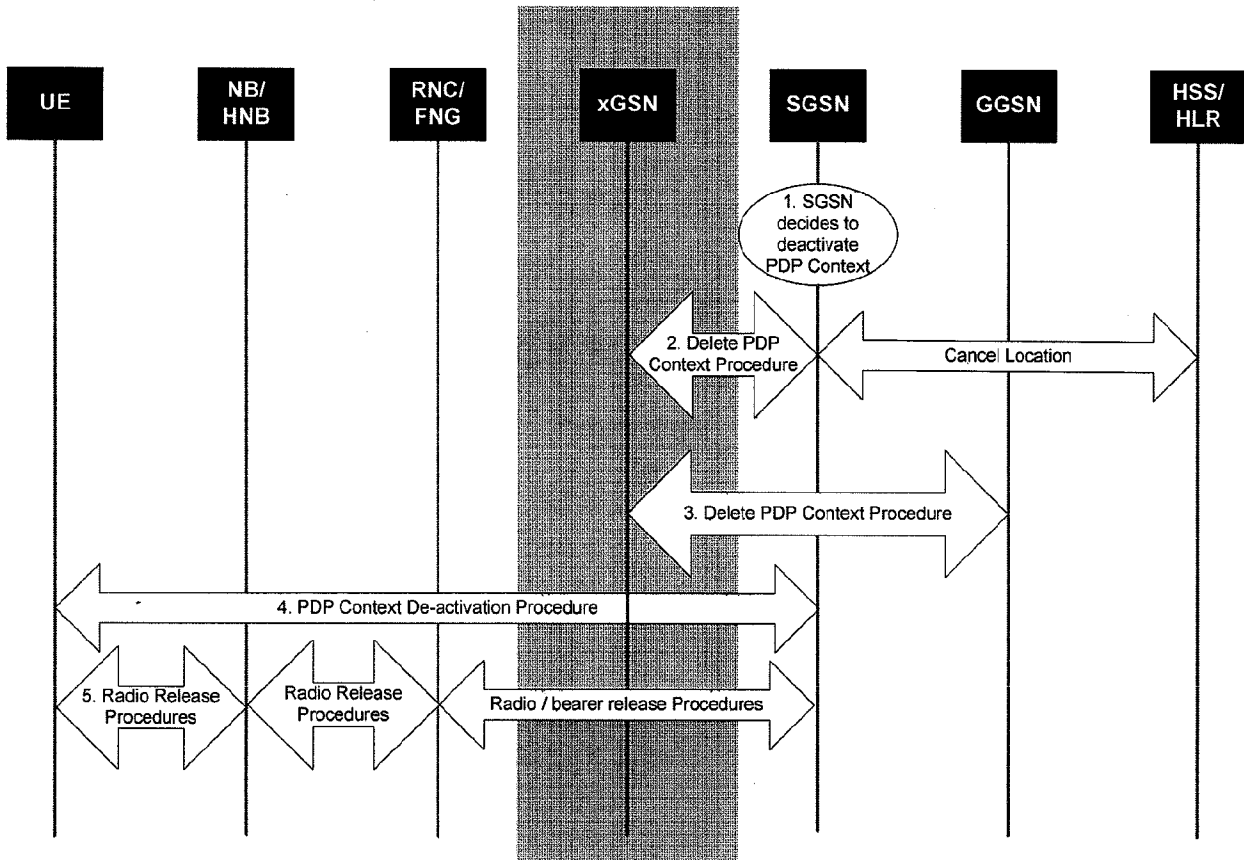 UE
NB/
HNB
RNC/
FNG
xGSN
SGSN
GGSN
HSS/
HLR
1. SGSN
decides to
deactivate
PDP Context
2. Delete PDP
Context Procedure
Cancel Location
3. Delete PDP Context Procedure
4. PDP Context De-activation Procedure
5. Radio Release
Procedures
Radio Release
Procedures
Radio / bearer release Procedures